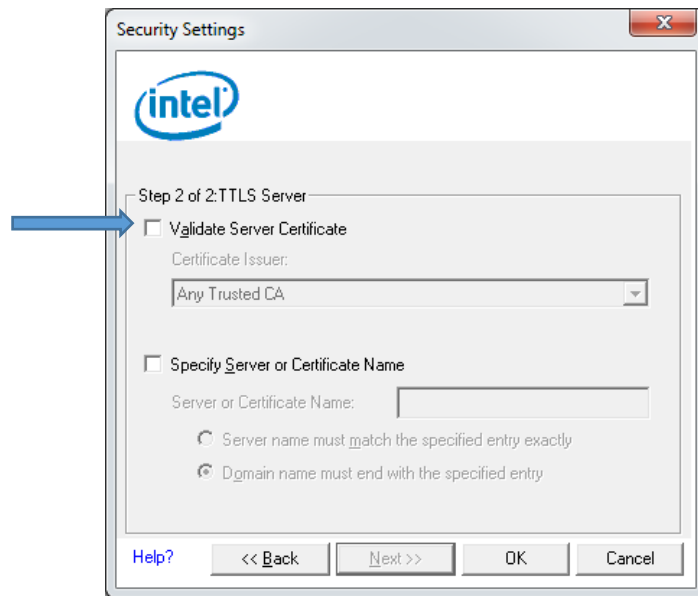 Security Settings
intel
Step 2 of 2:TTLS Server
Validate Server Certificate
Certificate Issuer:
Any Trusted CA
Specify Server or Certificate Name
Server or Certificate Name:
Server name must match the specified entry exactly
Domain name must end with the specified entry
Help? << Back Next >> OK Cancel